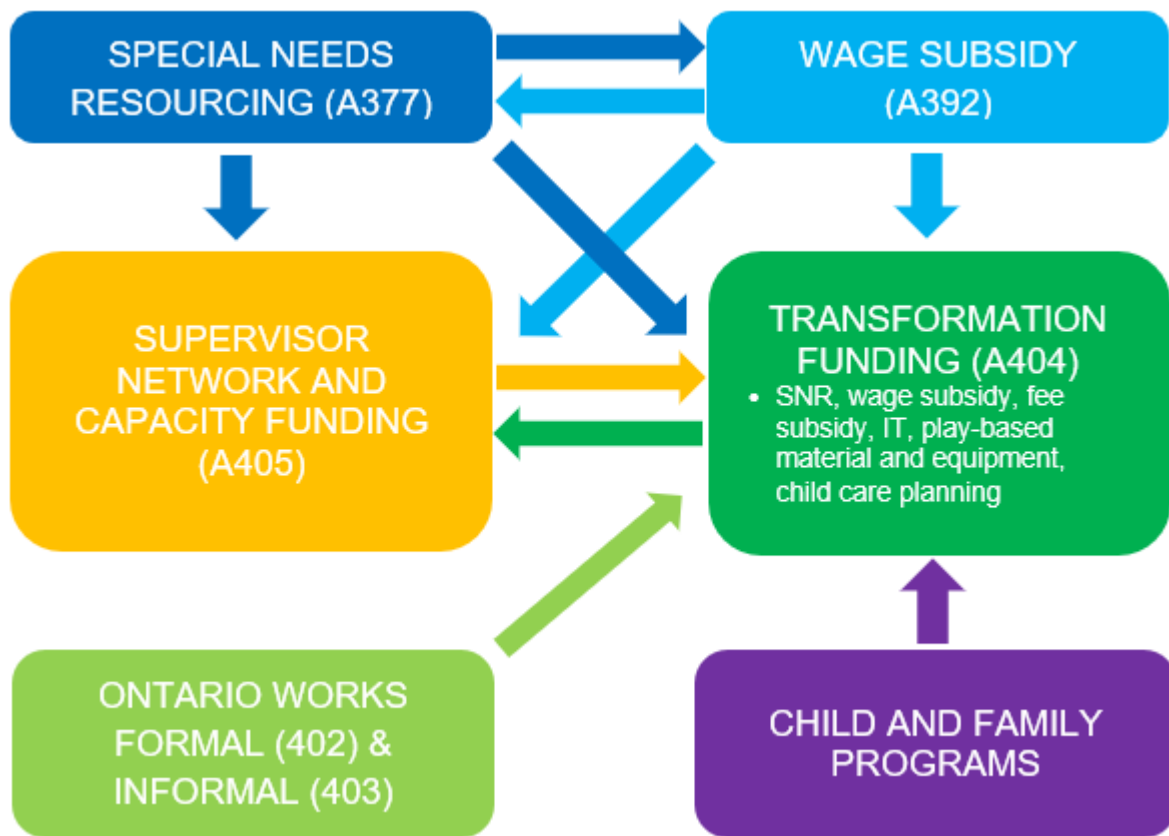 SPECIAL NEEDS
RESOURCING (A377)
WAGE SUBSIDY
(A392)
SUPERVISOR
NETWORK AND
CAPACITY FUNDING
(A405)
TRANSFORMATION
FUNDING (A404)
• SNR, wage subsidy, fee
subsidy, IT, play-based
material and equipment,
child care planning
ONTARIO WORKS
FORMAL (402) &
INFORMAL (403)
CHILD AND FAMILY
PROGRAMS